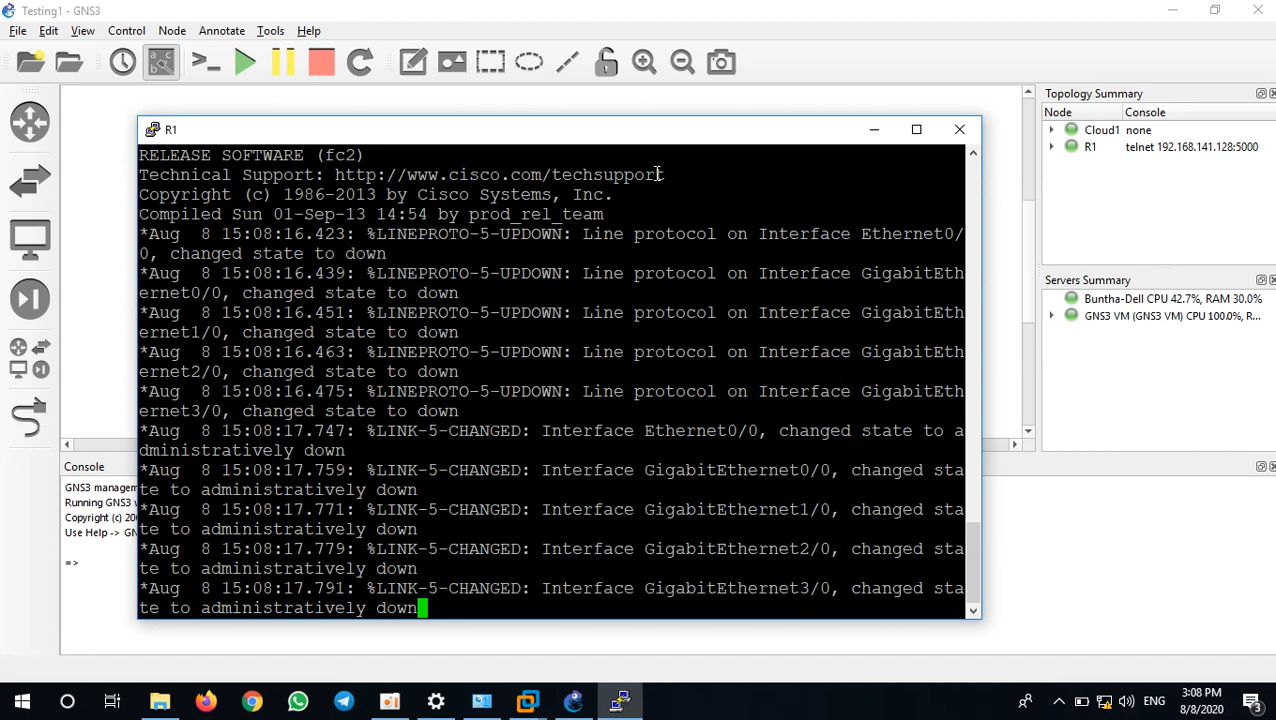 Testing1 - GNS3
File Edit View Control Node Annotate Tools Help
Topology Summary
Node Console
Cloud1 none
R1 telnet 192.168.141.128:5000
R1
RELEASE SOFTWARE (fc2)
Technical Support: http://www.cisco.com/techsupport
Copyright (c) 1986-2013 by Cisco Systems, Inc.
Compiled Sun 01-Sep-13 14:54 by prod_rel_team
*Aug  8 15:08:16.423: %LINEPROTO-5-UPDOWN: Line protocol on Interface Ethernet0/
0, changed state to down
*Aug  8 15:08:16.439: %LINEPROTO-5-UPDOWN: Line protocol on Interface GigabitEth
ernet0/0, changed state to down
*Aug  8 15:08:16.451: %LINEPROTO-5-UPDOWN: Line protocol on Interface GigabitEth
ernet1/0, changed state to down
*Aug  8 15:08:16.463: %LINEPROTO-5-UPDOWN: Line protocol on Interface GigabitEth
ernet2/0, changed state to down
*Aug  8 15:08:16.475: %LINEPROTO-5-UPDOWN: Line protocol on Interface GigabitEth
ernet3/0, changed state to down
*Aug  8 15:08:17.747: %LINK-5-CHANGED: Interface Ethernet0/0, changed state to a
dministratively down
*Aug  8 15:08:17.759: %LINK-5-CHANGED: Interface GigabitEthernet0/0, changed sta
te to administratively down
*Aug  8 15:08:17.771: %LINK-5-CHANGED: Interface GigabitEthernet1/0, changed sta
te to administratively down
*Aug  8 15:08:17.779: %LINK-5-CHANGED: Interface GigabitEthernet2/0, changed sta
te to administratively down
*Aug  8 15:08:17.791: %LINK-5-CHANGED: Interface GigabitEthernet3/0, changed sta
te to administratively down
Servers Summary
Buntha-Dell CPU 42.7%, RAM 30.0%
GNS3 VM (GNS3 VM) CPU 100.0%, R...
Console
GNS3 manager
Running GNS3 v
Copyright (c) 20
Use Help -> GN
=>
ENG
3:08 PM
8/8/2020
3